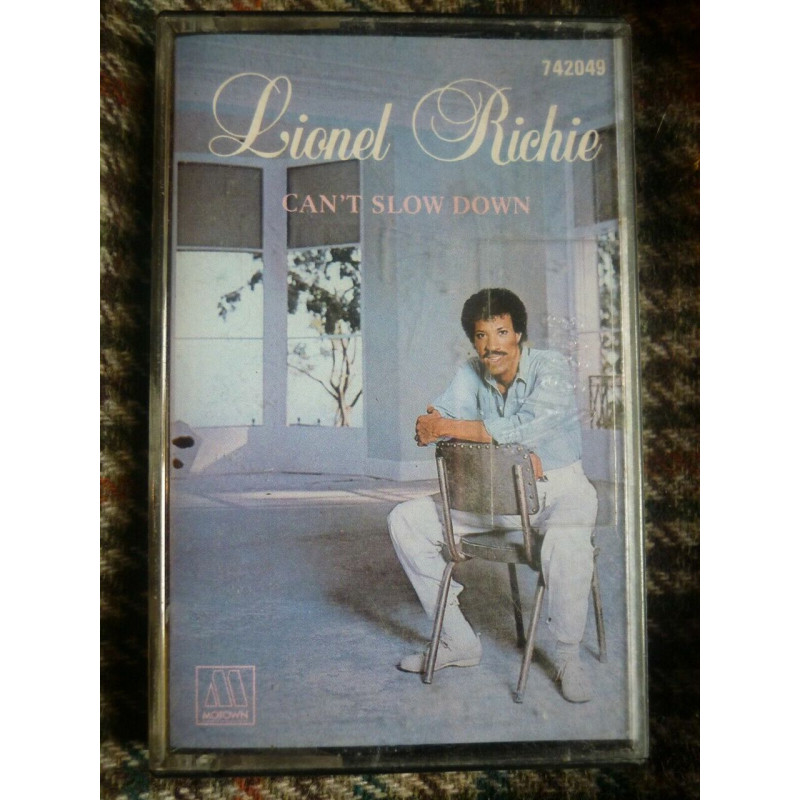 742049
Lionel Richie
CAN'T SLOW DOWN
MOTOWN